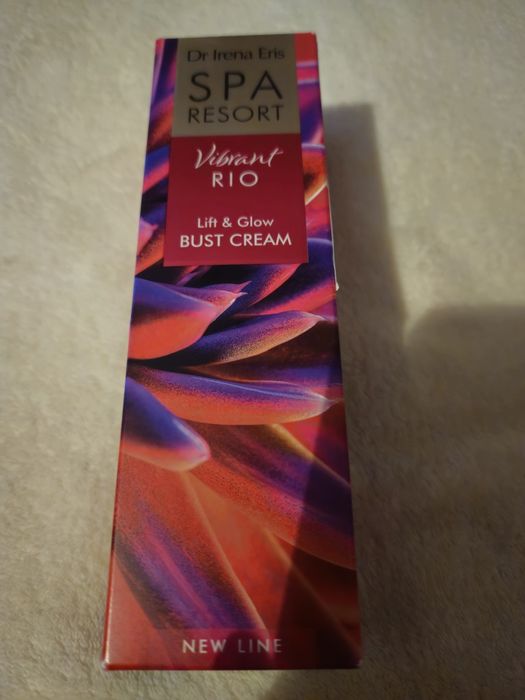 Dr Irena Eris
SPA
RESORT
Vibrant
RIO
Lift & Glow
BUST CREAM
NEW LINE